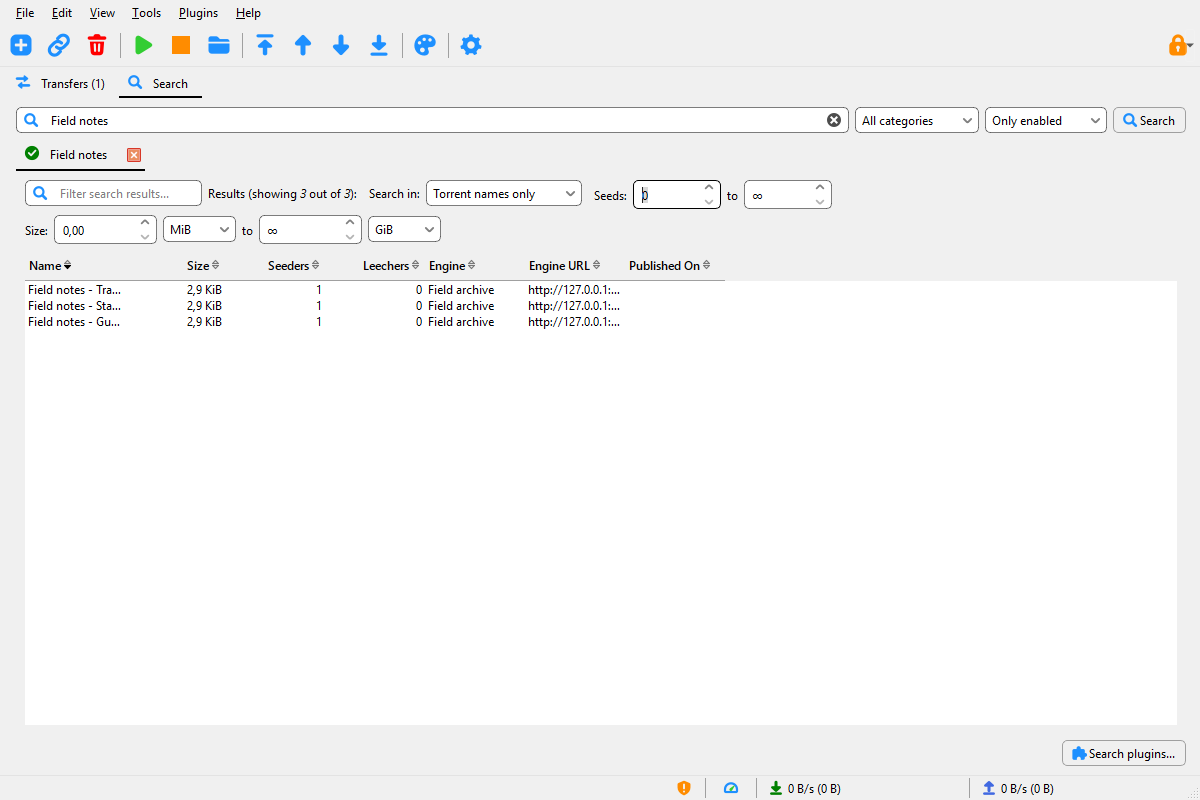 File Edit View Tools Plugins Help
Transfers (1) Search
Field notes All categories Only enabled Search
Field notes
Filter search results... Results (showing 3 out of 3): Search in: Torrent names only Seeds: 0 to ∞
Size: 0,00 MiB to ∞ GiB
Name Size Seeders Leechers Engine Engine URL Published On
Field notes - Tra... 2,9 KiB 1 0 Field archive http://127.0.0.1:...
Field notes - Sta... 2,9 KiB 1 0 Field archive http://127.0.0.1:...
Field notes - Gu... 2,9 KiB 1 0 Field archive http://127.0.0.1:...
Search plugins...
0 B/s (0 B) 0 B/s (0 B)